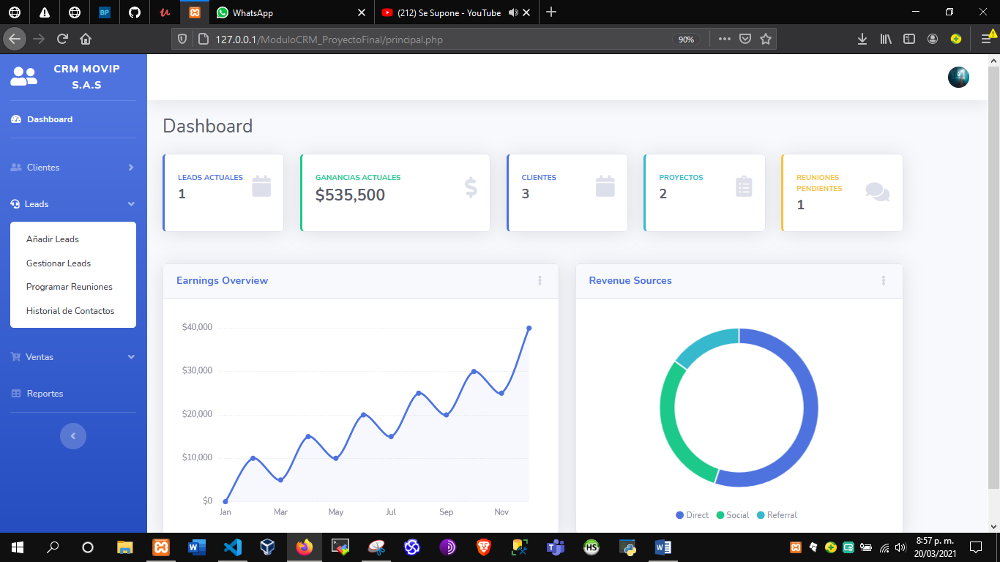 BP
WhatsApp
(212) Se Supone - YouTube
127.0.0.1/ModuloCRM_ProyectoFinal/principal.php
90%
CRM MOVIP
S.A.S
Dashboard
Clientes
Leads
Añadir Leads
Gestionar Leads
Programar Reuniones
Historial de Contactos
Ventas
Reportes
Dashboard
LEADS ACTUALES
1
GANANCIAS ACTUALES
$535,500
CLIENTES
3
PROYECTOS
2
REUNIONES
PENDIENTES
1
Earnings Overview
$40,000
$30,000
$20,000
$10,000
$0
Jan Mar May Jul Sep Nov
Revenue Sources
Direct Social Referral
HS
8:57 p. m.
20/03/2021